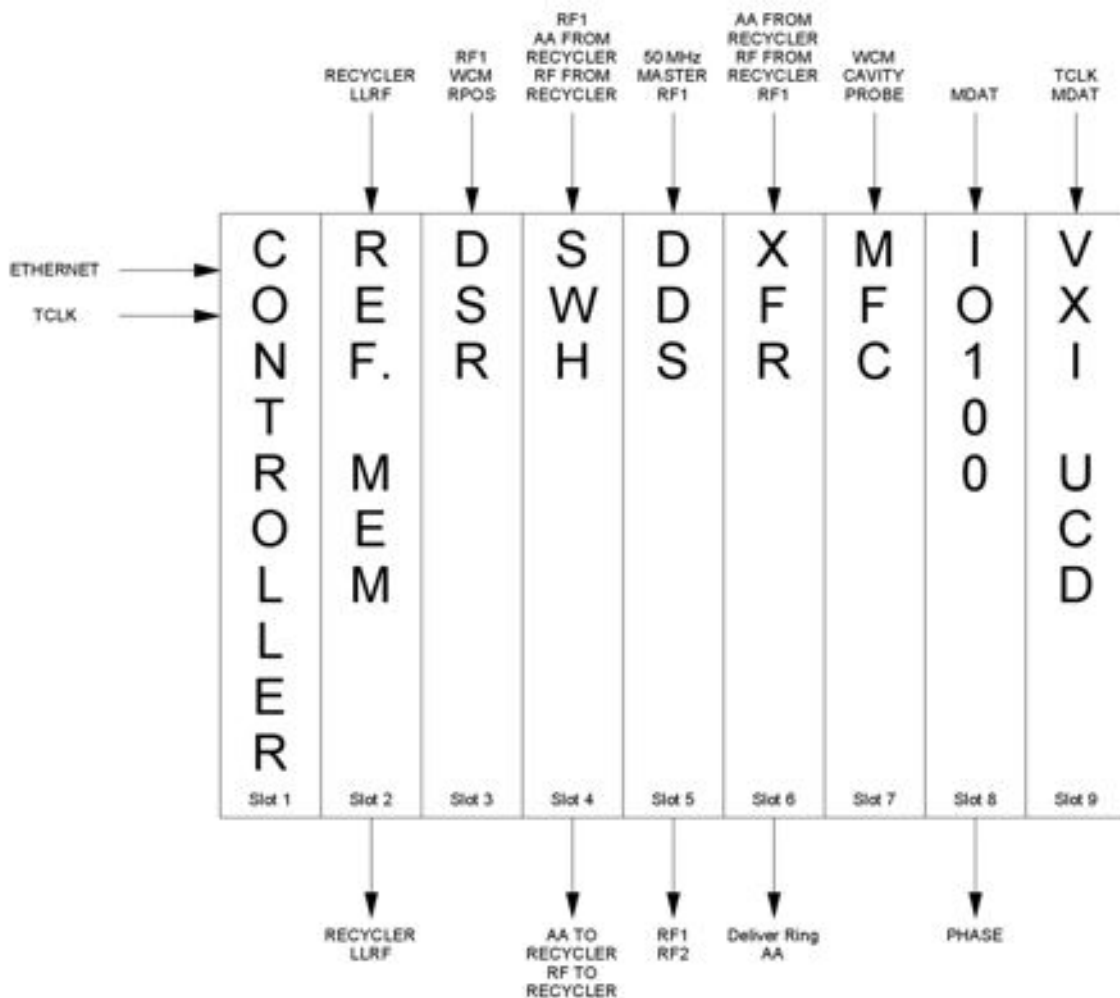 RECYCLER
LLRF
RF1
WCM
RPOS
RF1
AA FROM
RECYCLER
RF FROM
RECYCLER
50 MHz
MASTER
RF1
AA FROM
RECYCLER
RF FROM
RECYCLER
RF1
WCM
CAVITY
PROBE
MDAT
TCLK
MDAT
ETHERNET
TCLK
CONTROLLER
REF. MEM
DSR
SWH
DDS
XFR
MFC
IO100
VXI UCD
Slot 1
Slot 2
Slot 3
Slot 4
Slot 5
Slot 6
Slot 7
Slot 8
Slot 9
RECYCLER
LLRF
AA TO
RECYCLER
RF TO
RECYCLER
RF1
RF2
Deliver Ring
AA
PHASE